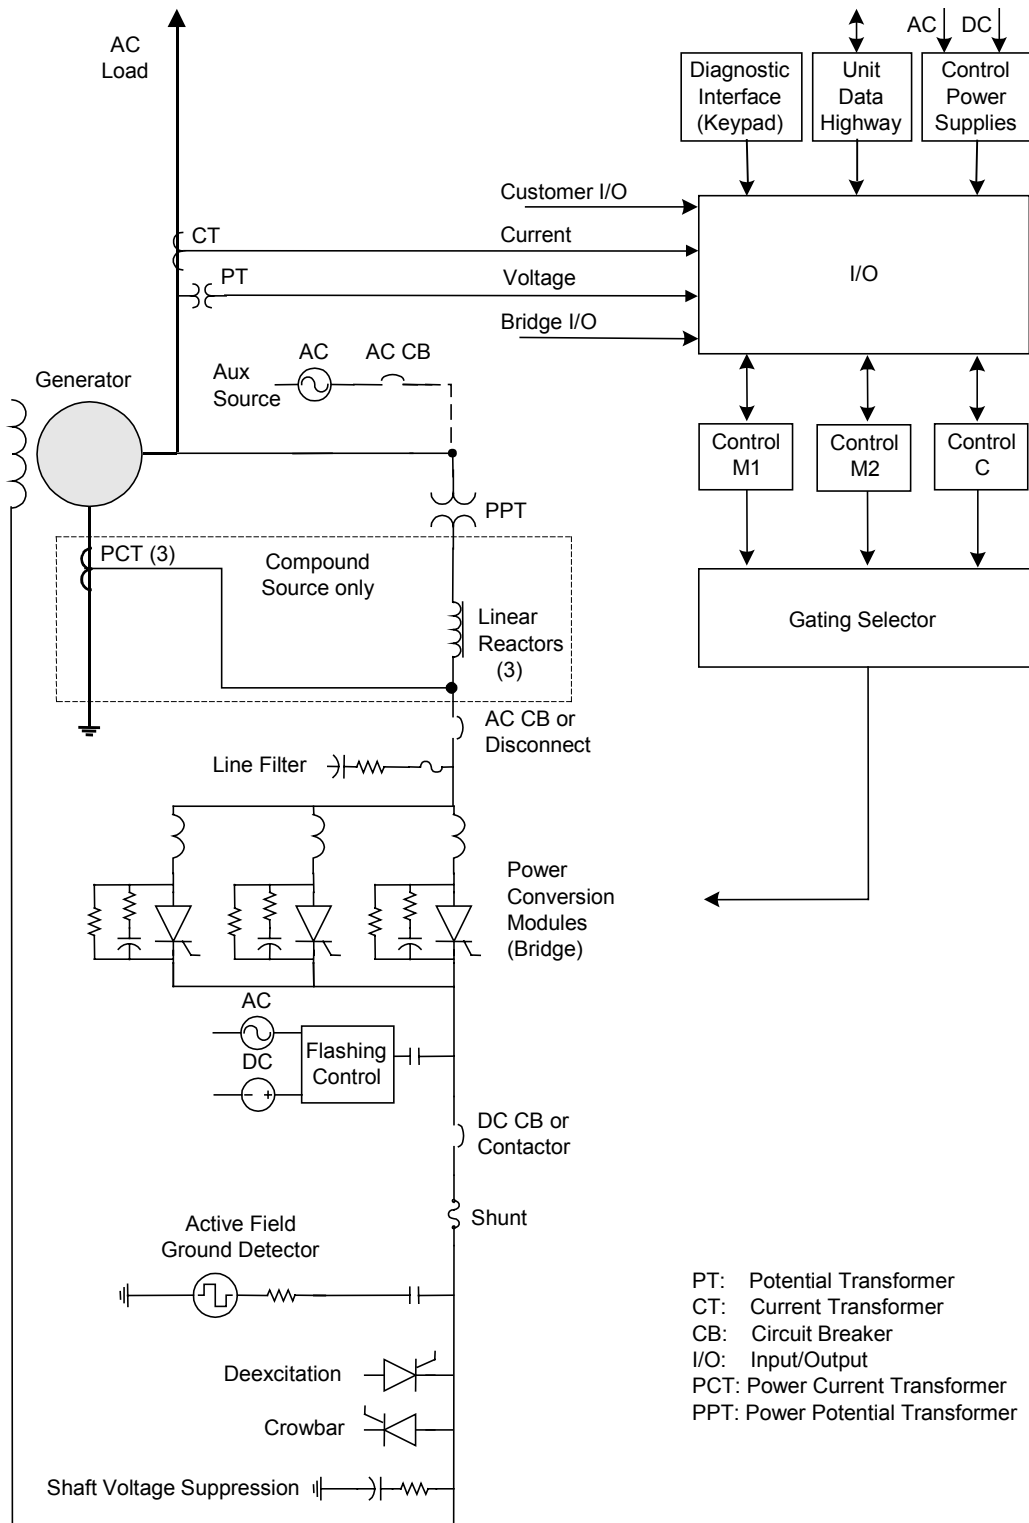 AC
Load
AC DC
Diagnostic
Interface
(Keypad)
Unit
Data
Highway
Control
Power
Supplies
Customer I/O
CT
Current
PT
Voltage
I/O
Bridge I/O
AC
AC CB
Aux
Source
Generator
Control
M1
Control
M2
Control
C
PPT
PCT (3)
Compound
Source only
Linear
Reactors
(3)
Gating Selector
AC CB or
Disconnect
Line Filter
Power
Conversion
Modules
(Bridge)
AC
DC
Flashing
Control
- +
DC CB or
Contactor
Shunt
Active Field
Ground Detector
Deexcitation
Crowbar
Shaft Voltage Suppression
PT: Potential Transformer
CT: Current Transformer
CB: Circuit Breaker
I/O: Input/Output
PCT: Power Current Transformer
PPT: Power Potential Transformer